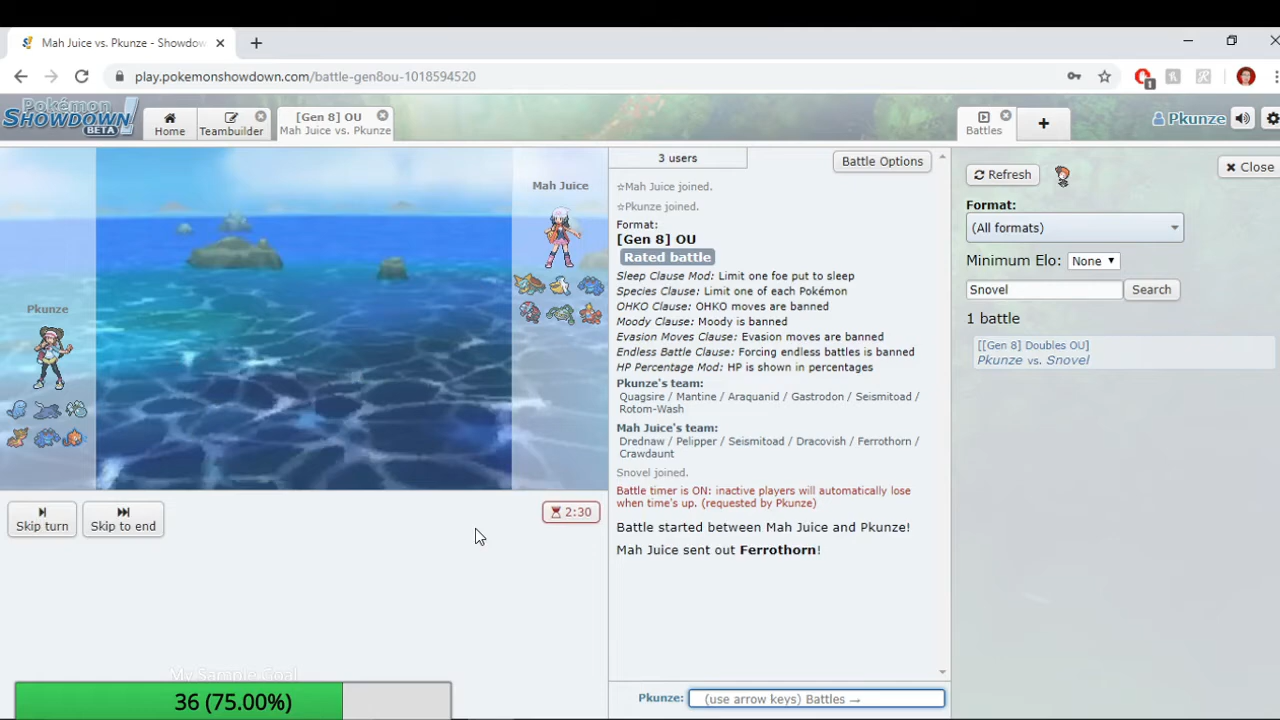 Mah Juice vs. Pkunze - Showdow
play.pokemonshowdown.com/battle-gen8ou-1018594520
1
Pokémon
SHOWDOWN
BETA
Home
Teambuilder
[Gen 8] OU
Mah Juice vs. Pkunze
Battles
Pkunze
Mah Juice
Pkunze
Skip turn
Skip to end
2:30
3 users
Battle Options
☆Mah Juice joined.
☆Pkunze joined.
Format:
[Gen 8] OU
Rated battle
Sleep Clause Mod: Limit one foe put to sleep
Species Clause: Limit one of each Pokémon
OHKO Clause: OHKO moves are banned
Moody Clause: Moody is banned
Evasion Moves Clause: Evasion moves are banned
Endless Battle Clause: Forcing endless battles is banned
HP Percentage Mod: HP is shown in percentages
Pkunze's team:
Quagsire / Mantine / Araquanid / Gastrodon / Seismitoad /
Rotom-Wash
Mah Juice's team:
Drednaw / Pelipper / Seismitoad / Dracovish / Ferrothorn /
Crawdaunt
Snovel joined.
Battle timer is ON: inactive players will automatically lose
when time's up. (requested by Pkunze)
Battle started between Mah Juice and Pkunze!
Mah Juice sent out Ferrothorn!
Pkunze: (use arrow keys) Battles →
Refresh
Close
Format:
(All formats)
Minimum Elo: None
Snovel
Search
1 battle
[[Gen 8] Doubles OU]
Pkunze vs. Snovel
My Sample Goal
36 (75.00%)